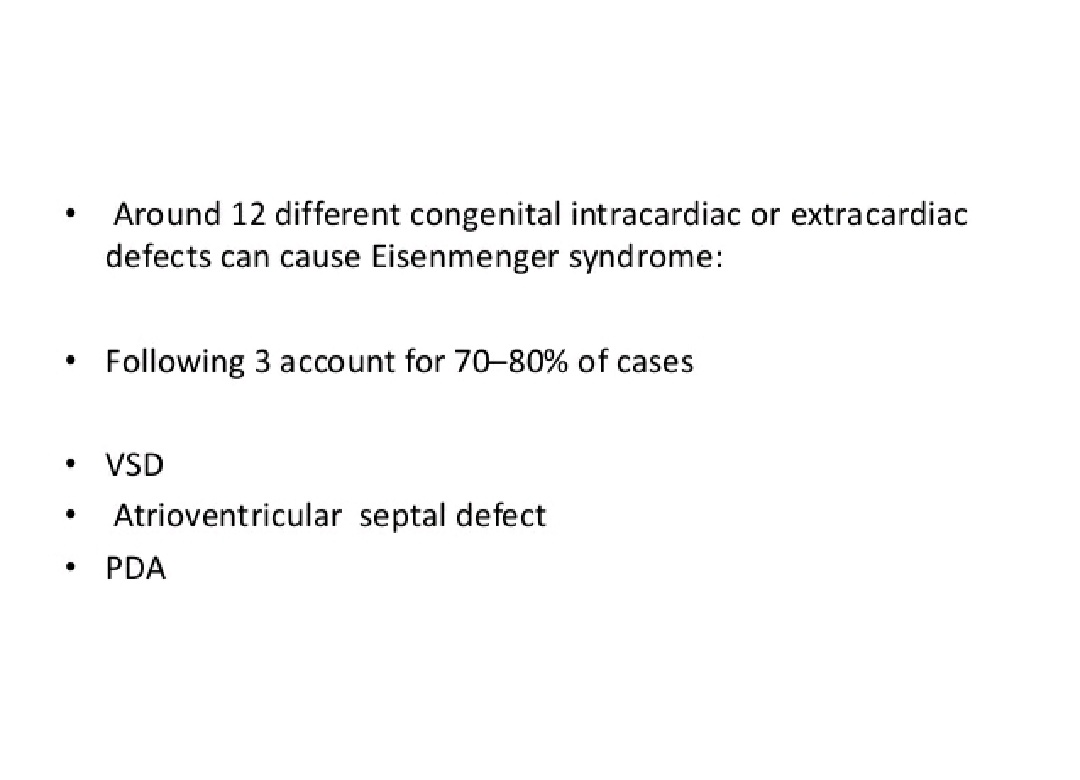 • Around 12 different congenital intracardiac or extracardiac
defects can cause Eisenmenger syndrome:
• Following 3 account for 70–80% of cases
• VSD
• Atrioventricular septal defect
• PDA